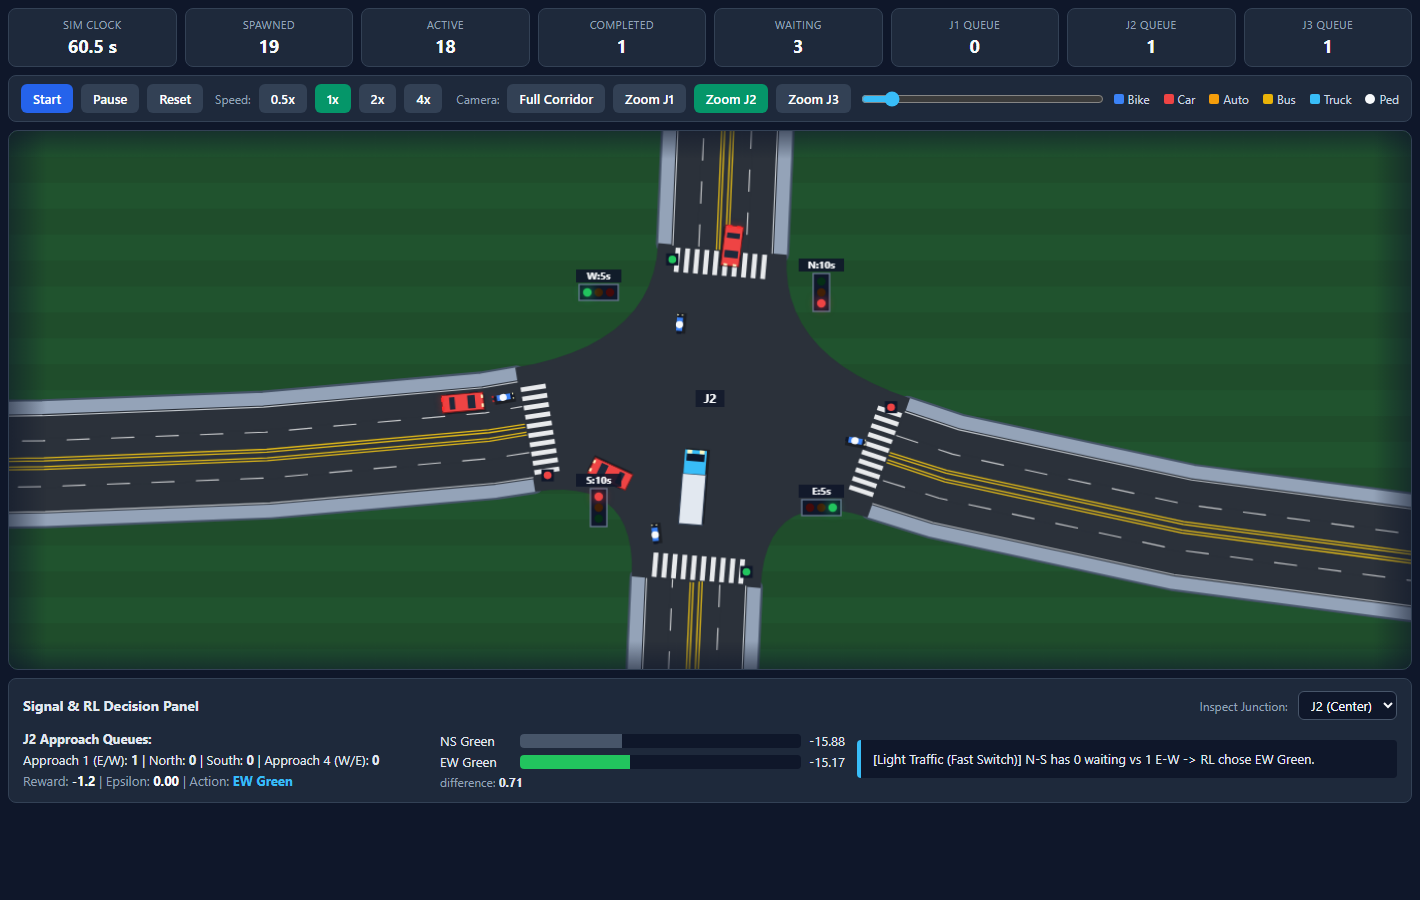 SIM CLOCK
60.5 s
SPAWNED
19
ACTIVE
18
COMPLETED
1
WAITING
3
J1 QUEUE
0
J2 QUEUE
1
J3 QUEUE
1
Start Pause Reset Speed: 0.5x 1x 2x 4x Camera: Full Corridor Zoom J1 Zoom J2 Zoom J3 Bike Car Auto Bus Truck Ped
W:5s
N:10s
J2
S:10s
E:5s
Signal & RL Decision Panel
Inspect Junction: J2 (Center)
J2 Approach Queues:
Approach 1 (E/W): 1 | North: 0 | South: 0 | Approach 4 (W/E): 0
Reward: -1.2 | Epsilon: 0.00 | Action: EW Green
NS Green -15.88
EW Green -15.17
difference: 0.71
[Light Traffic (Fast Switch)] N-S has 0 waiting vs 1 E-W -> RL chose EW Green.